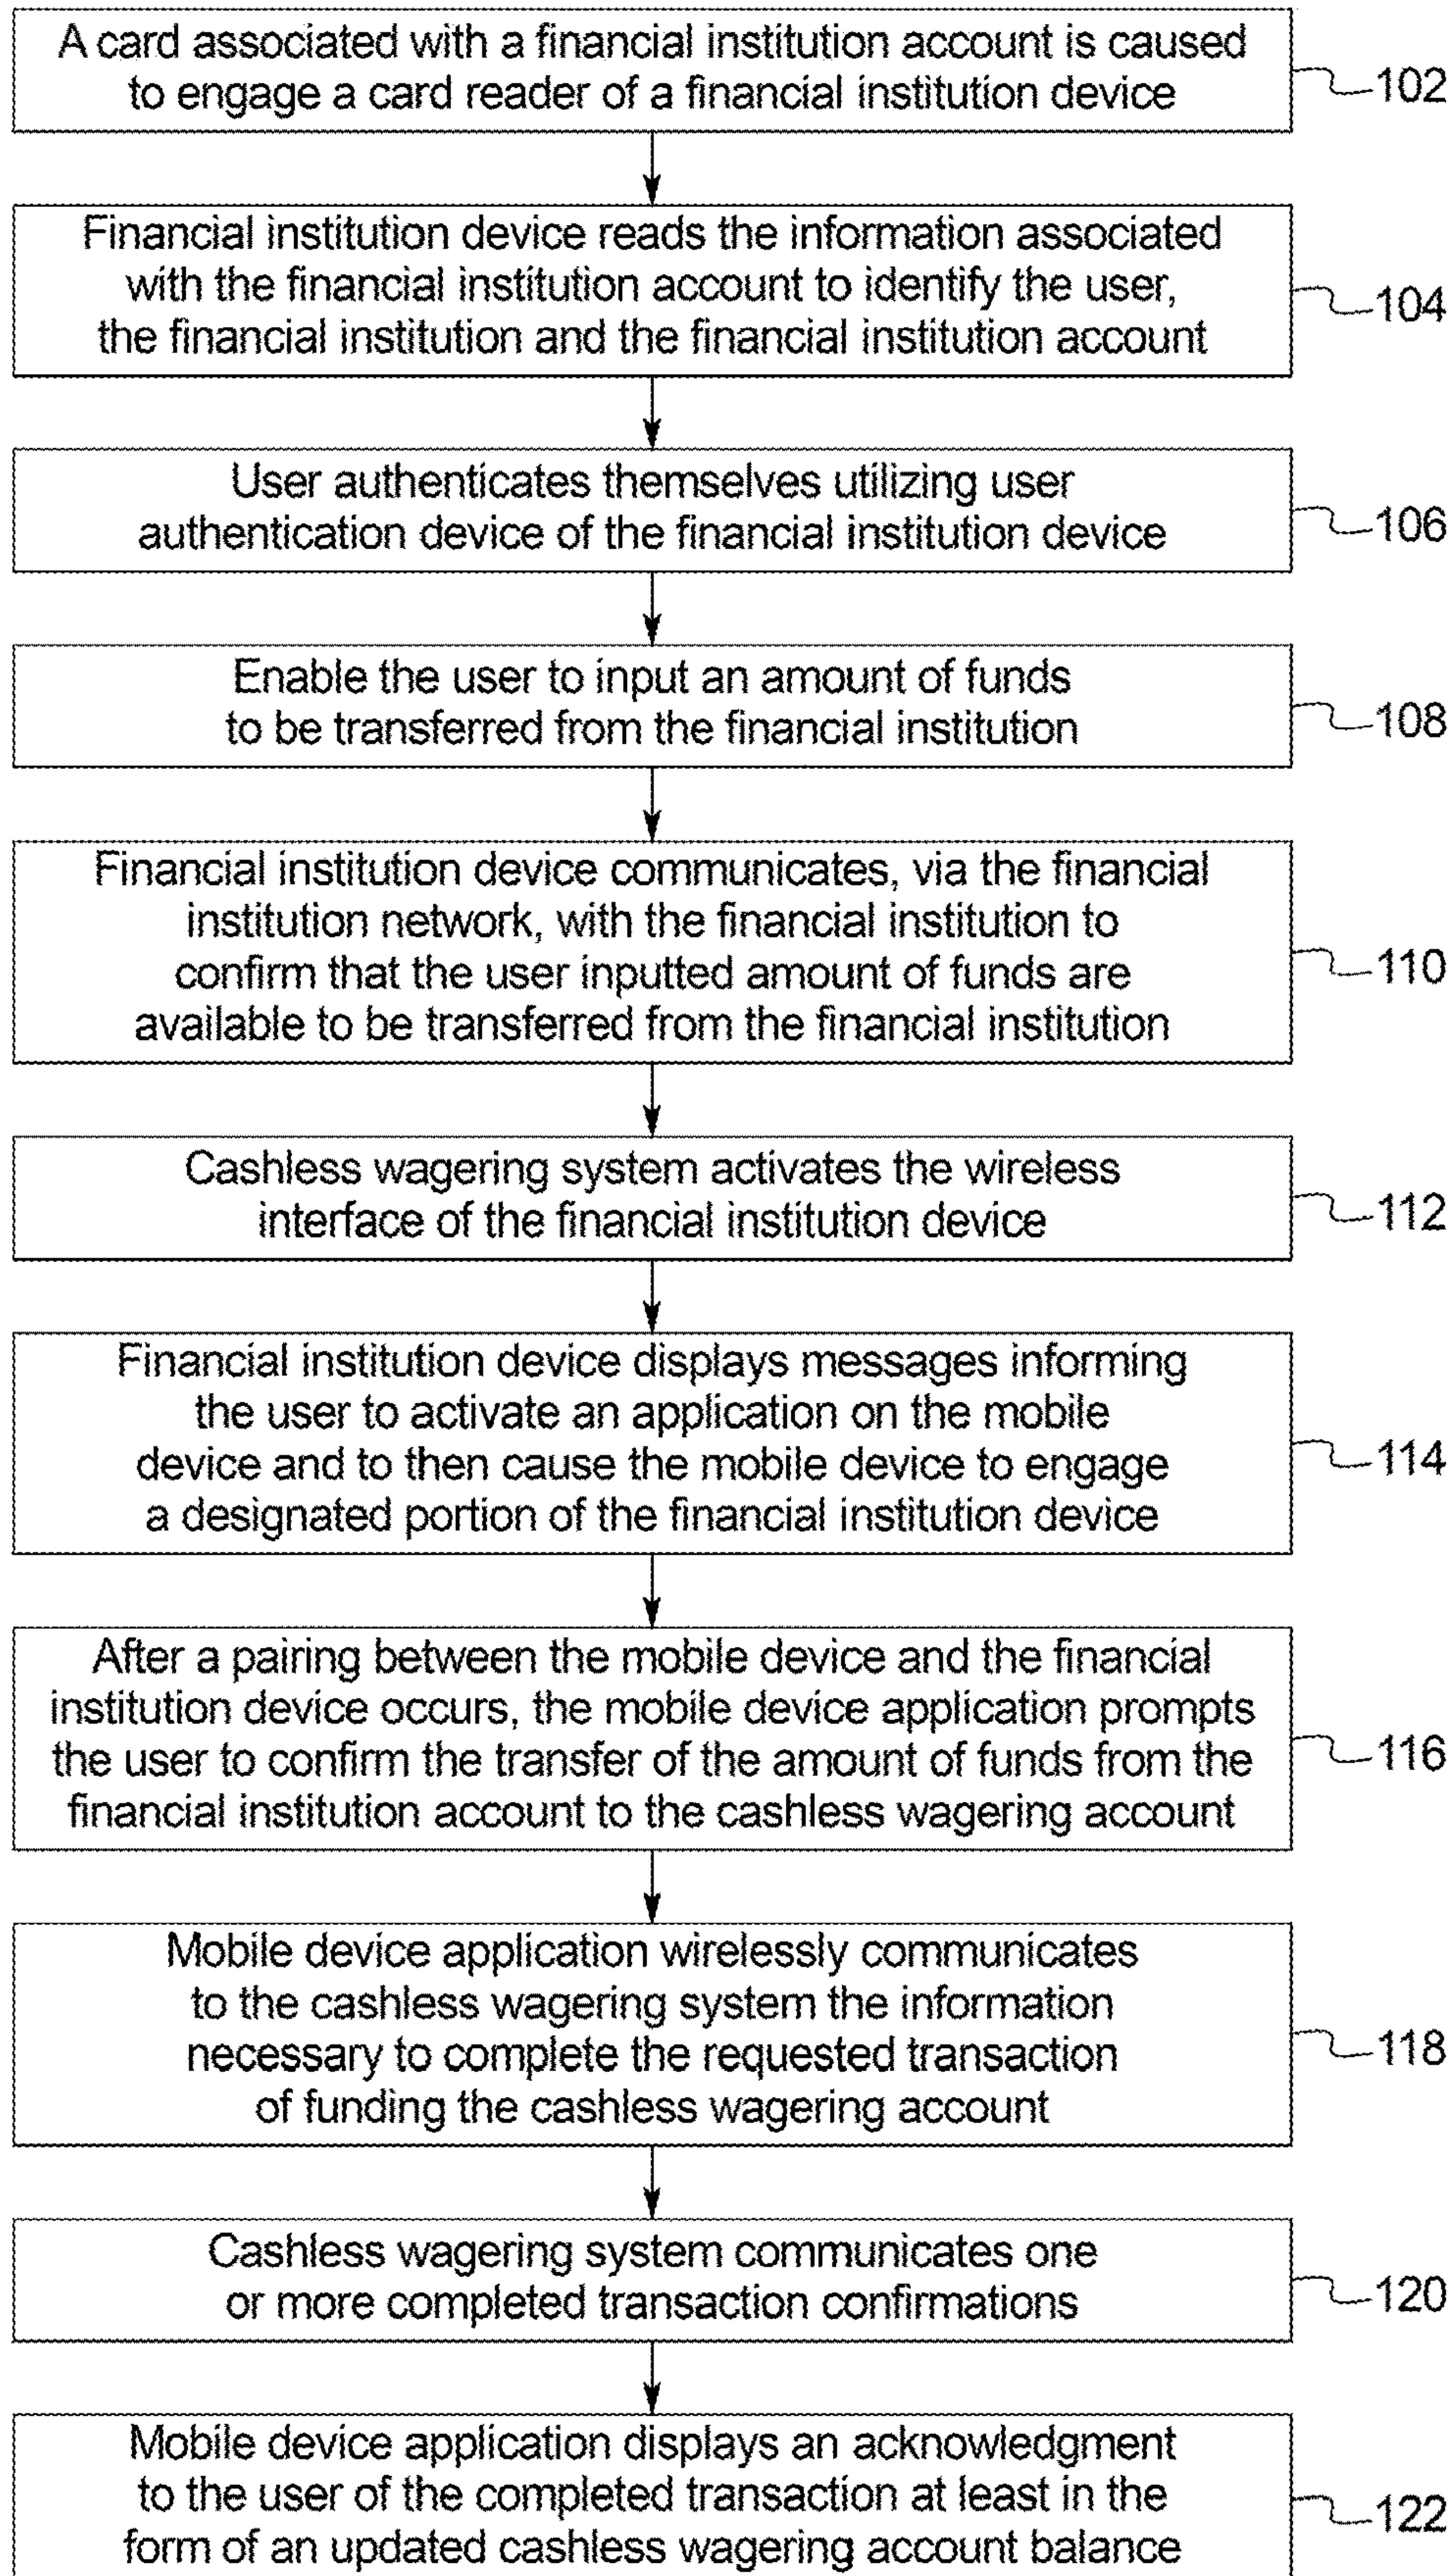 A card associated with a financial institution account is caused
to engage a card reader of a financial institution device
102
Financial institution device reads the information associated
with the financial institution account to identify the user,
the financial institution and the financial institution account
104
User authenticates themselves utilizing user
authentication device of the financial institution device
106
Enable the user to input an amount of funds
to be transferred from the financial institution
108
Financial institution device communicates, via the financial
institution network, with the financial institution to
confirm that the user inputted amount of funds are
available to be transferred from the financial institution
110
Cashless wagering system activates the wireless
interface of the financial institution device
112
Financial institution device displays messages informing
the user to activate an application on the mobile
device and to then cause the mobile device to engage
a designated portion of the financial institution device
114
After a pairing between the mobile device and the financial
institution device occurs, the mobile device application prompts
the user to confirm the transfer of the amount of funds from the
financial institution account to the cashless wagering account
116
Mobile device application wirelessly communicates
to the cashless wagering system the information
necessary to complete the requested transaction
of funding the cashless wagering account
118
Cashless wagering system communicates one
or more completed transaction confirmations
120
Mobile device application displays an acknowledgment
to the user of the completed transaction at least in the
form of an updated cashless wagering account balance
122